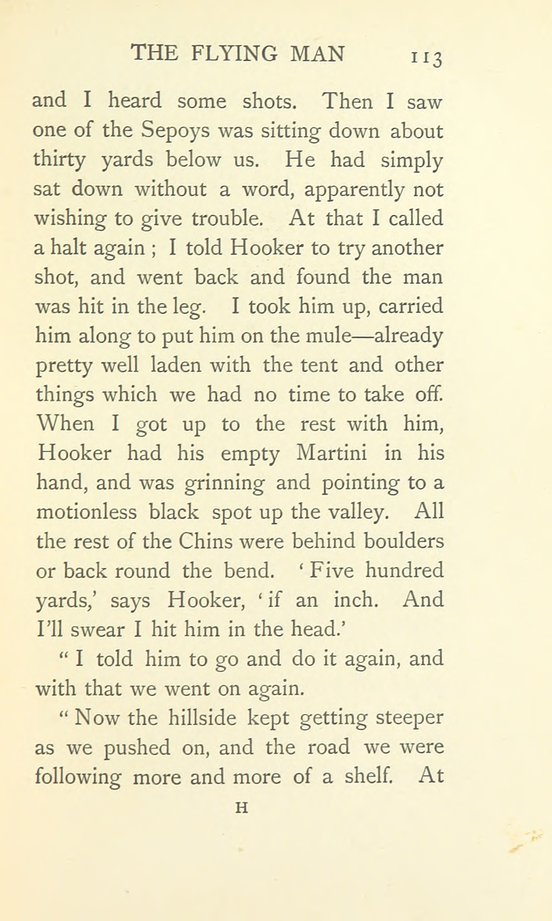 THE FLYING MAN 113
and I heard some shots. Then I saw
one of the Sepoys was sitting down about
thirty yards below us. He had simply
sat down without a word, apparently not
wishing to give trouble. At that I called
a halt again ; I told Hooker to try another
shot, and went back and found the man
was hit in the leg. I took him up, carried
him along to put him on the mule—already
pretty well laden with the tent and other
things which we had no time to take off.
When I got up to the rest with him,
Hooker had his empty Martini in his
hand, and was grinning and pointing to a
motionless black spot up the valley. All
the rest of the Chins were behind boulders
or back round the bend. ‘ Five hundred
yards,’ says Hooker, ‘ if an inch. And
I’ll swear I hit him in the head.’
“ I told him to go and do it again, and
with that we went on again.
“ Now the hillside kept getting steeper
as we pushed on, and the road we were
following more and more of a shelf. At
H